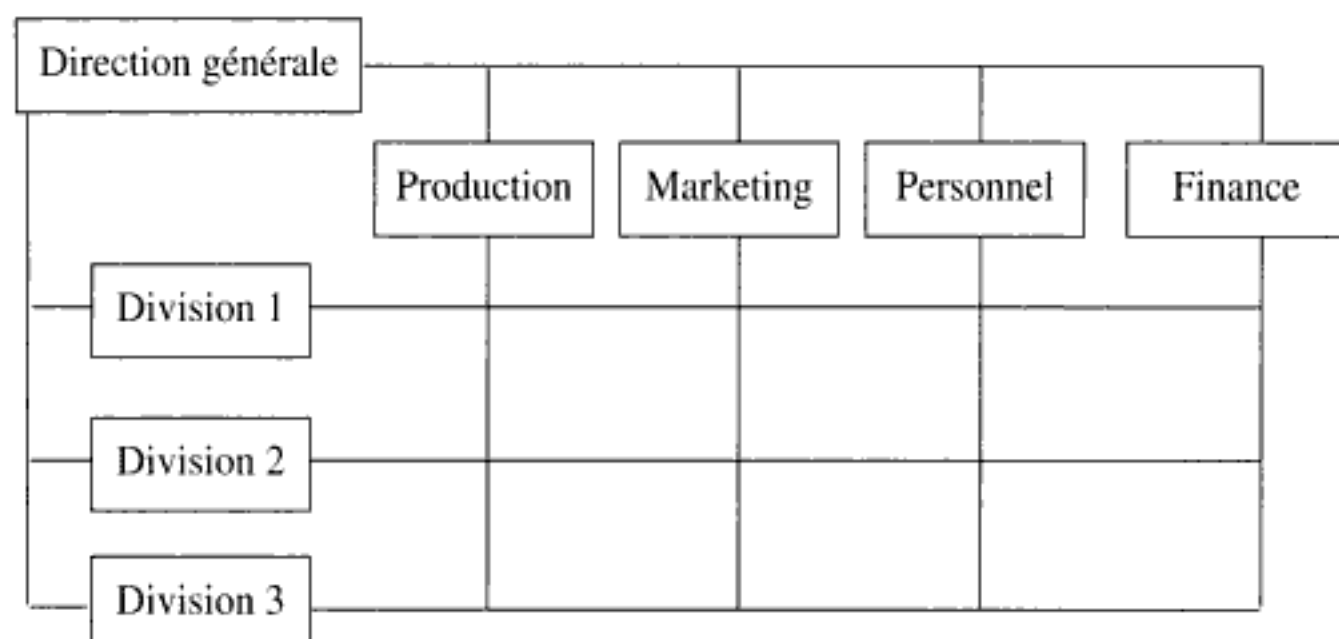 Direction générale
Production
Marketing
Personnel
Finance
Division 1
Division 2
Division 3